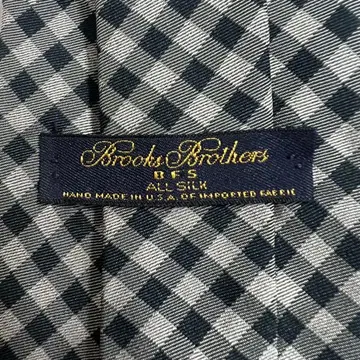 Brooks Brothers
BFS
ALL SILK
HAND MADE IN U.S.A. OF IMPORTED FABRIC